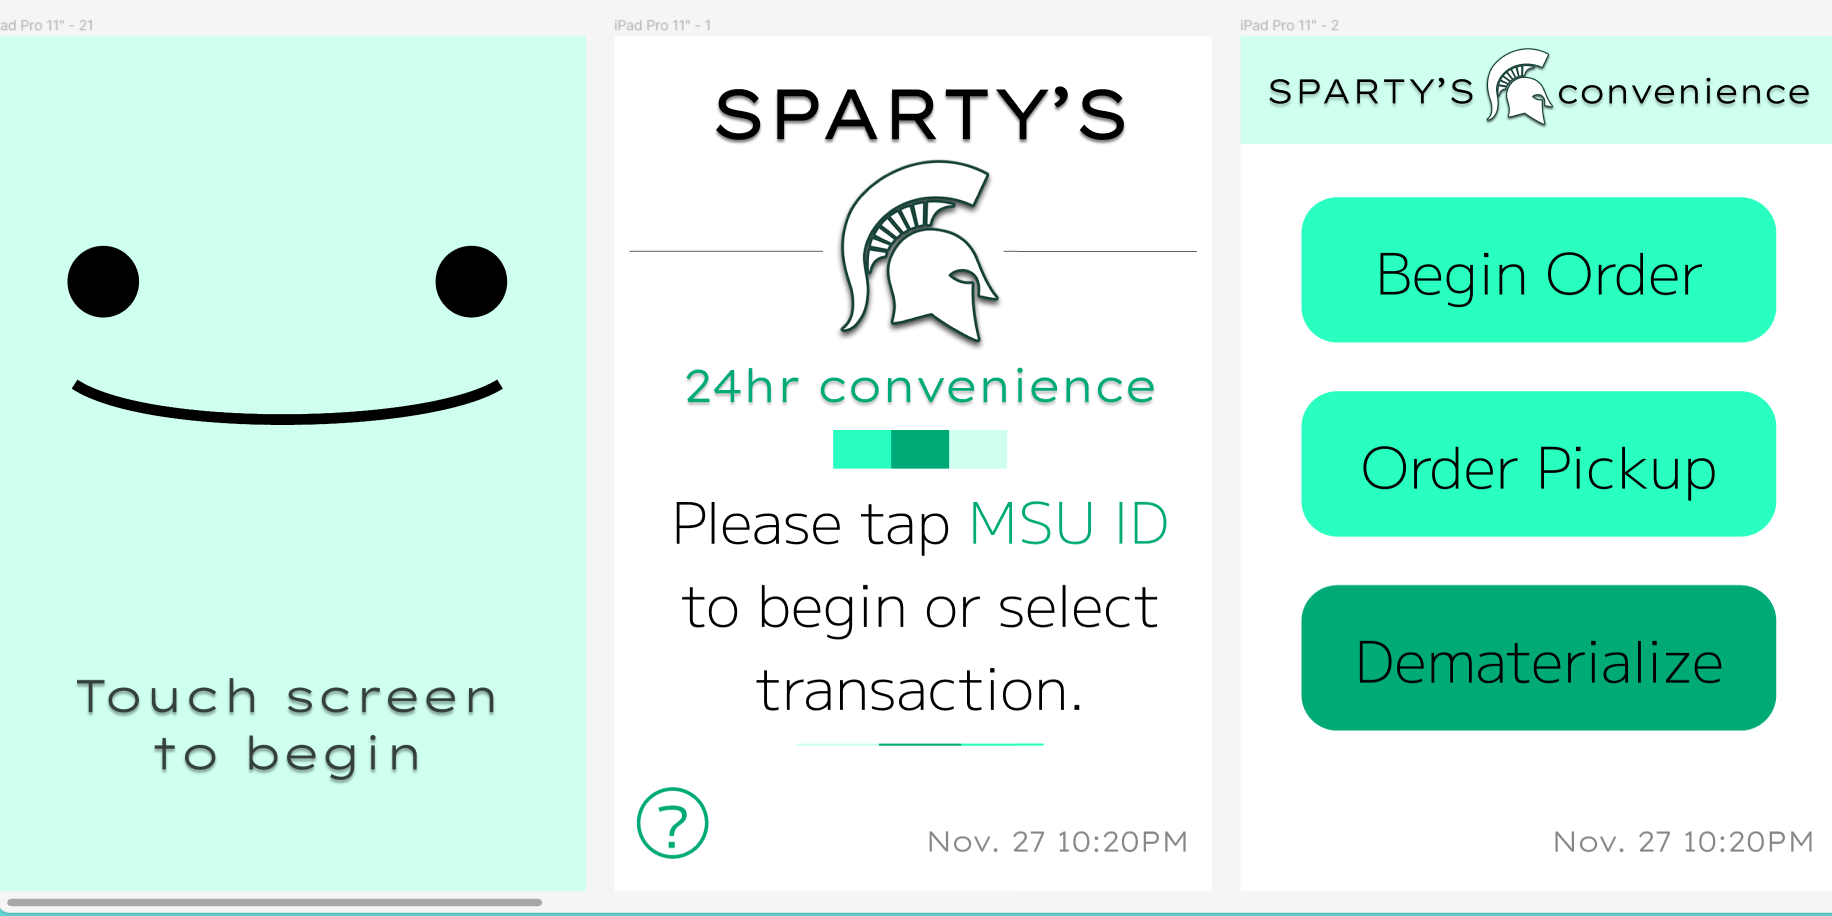 ad Pro 11" - 21
Touch screen
to begin
iPad Pro 11" - 1
SPARTY’S
24hr convenience
Please tap MSU ID
to begin or select
transaction.
?
Nov. 27 10:20PM
iPad Pro 11" - 2
SPARTY’S convenience
Begin Order
Order Pickup
Dematerialize
Nov. 27 10:20PM